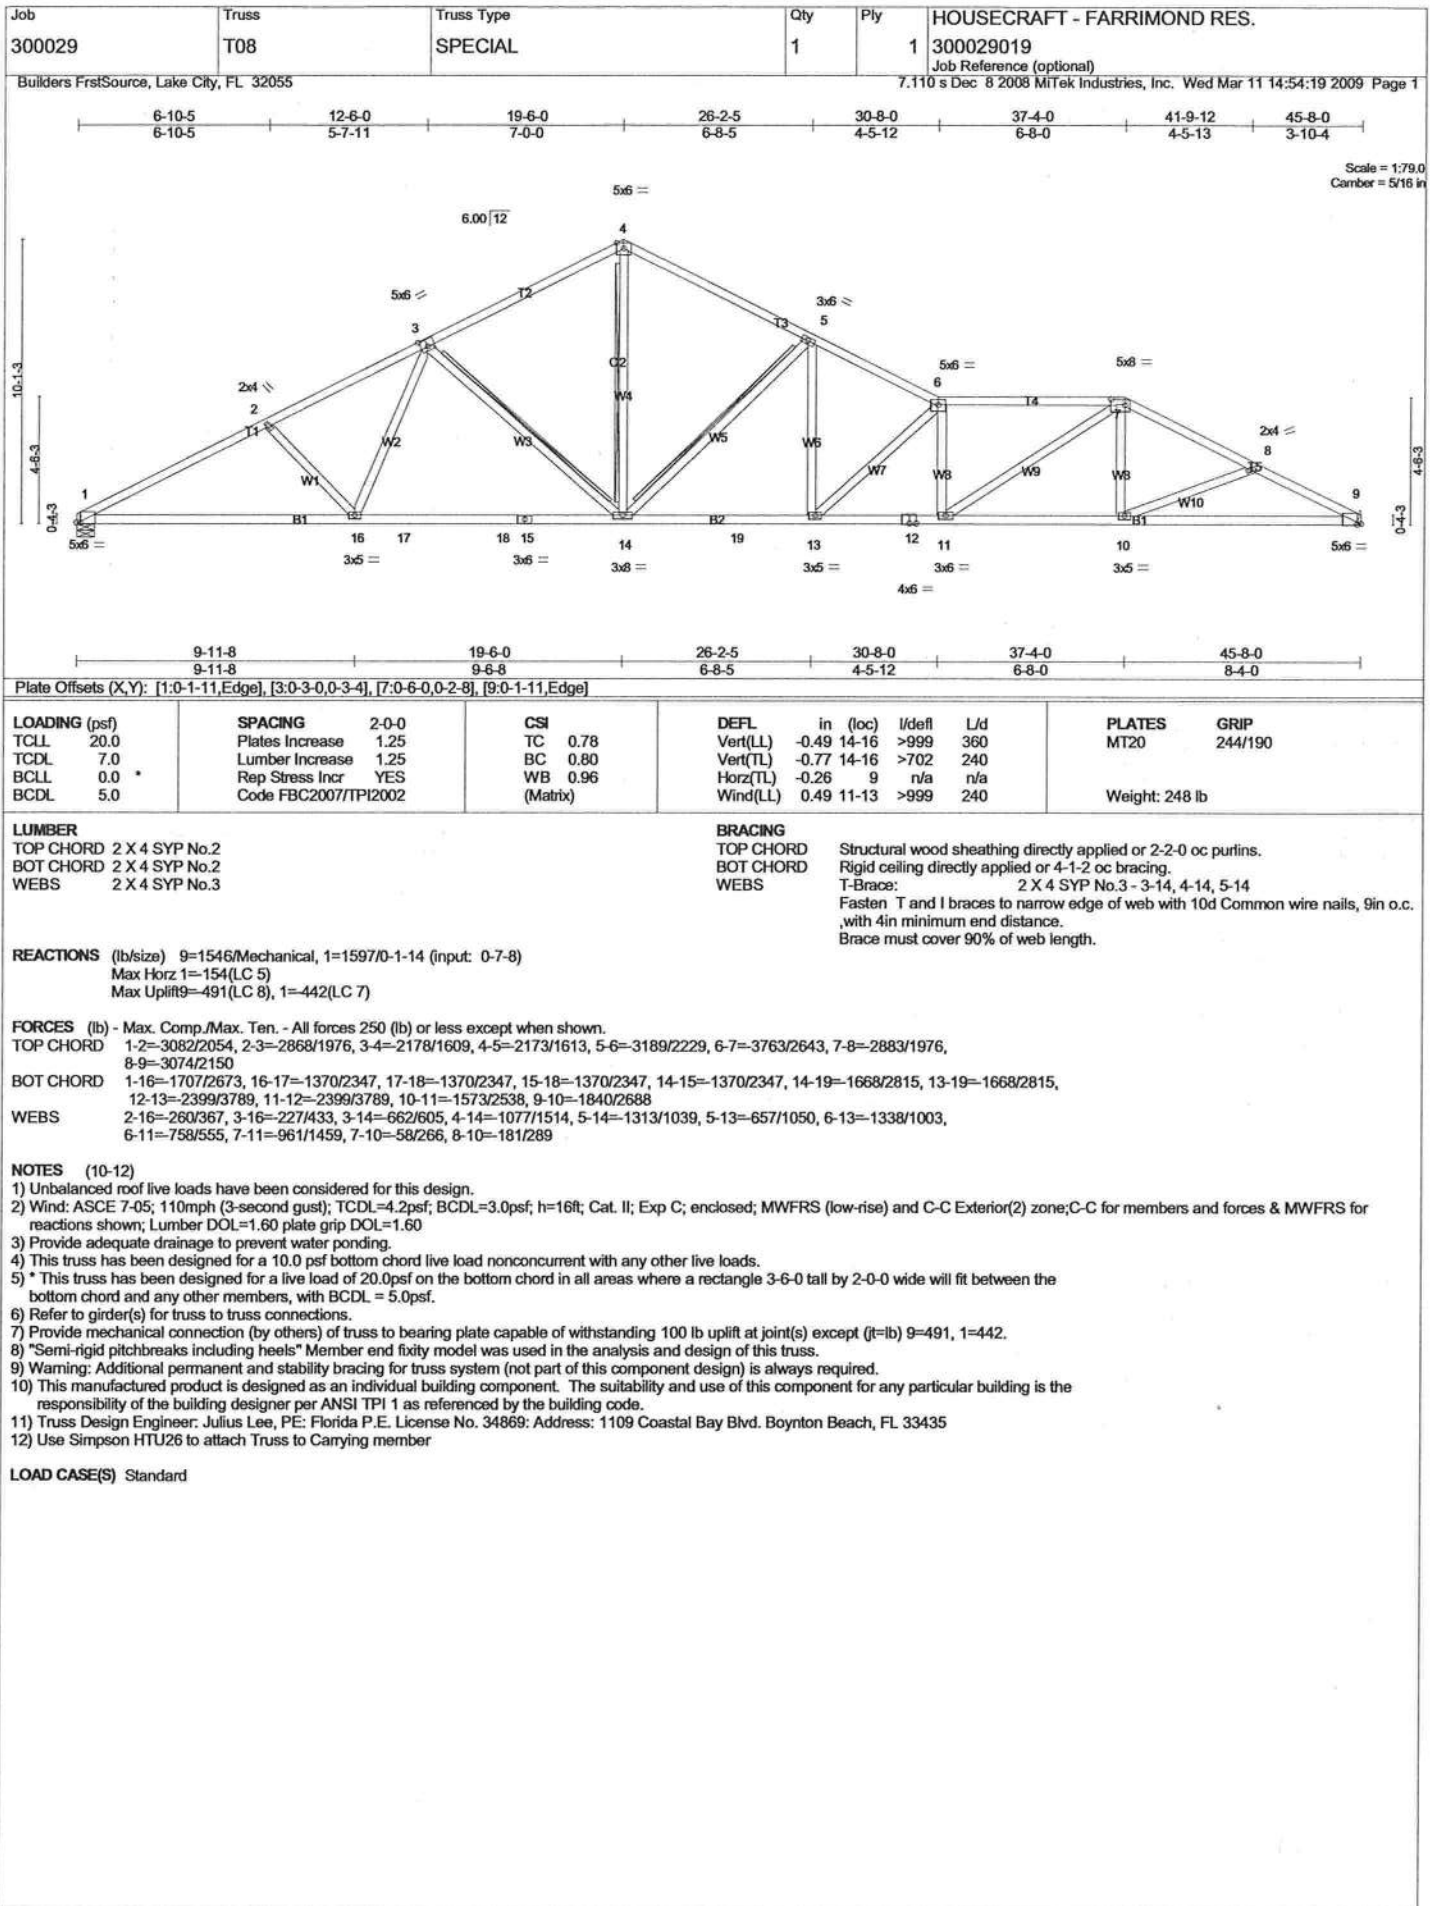 Job
Truss
Truss Type
Qty
Ply
HOUSECRAFT - FARRIMOND RES.
300029
T08
SPECIAL
1
1
300029019
Job Reference (optional)
Builders FrstSource, Lake City, FL 32055
7.110 s Dec 8 2008 MiTek Industries, Inc. Wed Mar 11 14:54:19 2009 Page 1
6-10-5 12-6-0 19-6-0 26-2-5 30-8-0 37-4-0 41-9-12 45-8-0
6-10-5 5-7-11 7-0-0 6-8-5 4-5-12 6-8-0 4-5-13 3-10-4
Scale = 1:79.0
Camber = 5/16 in
5x6 =
6.00 12
4
5x6
T2
3x6
3
T3
5
10-1-3
C2
5x6 =
5x8 =
2x4
6
W4
T4
2
7
T1
2x4
W2
W3
W5
W6
8
4-6-3
W7
W8
W9
W8
T5
4-6-3
W1
W10
1
9
0-4-3
B1
B2
B1
0-4-3
5x6 =
16 17 18 15 14 19 13 12 11 10
5x6 =
3x5 =
3x6 =
3x8 =
3x5 =
3x6 =
3x5 =
4x6 =
9-11-8 19-6-0 26-2-5 30-8-0 37-4-0 45-8-0
9-11-8 9-6-8 6-8-5 4-5-12 6-8-0 8-4-0
Plate Offsets (X,Y): [1:0-1-11,Edge], [3:0-3-0,0-3-4], [7:0-6-0,0-2-8], [9:0-1-11,Edge]
LOADING (psf) SPACING 2-0-0 CSI DEFL in (loc) l/defl L/d PLATES GRIP
TCLL 20.0 Plates Increase 1.25 TC 0.78 Vert(LL) -0.49 14-16 >999 360 MT20 244/190
TCDL 7.0 Lumber Increase 1.25 BC 0.80 Vert(TL) -0.77 14-16 >702 240
BCLL 0.0 * Rep Stress Incr YES WB 0.96 Horz(TL) -0.26 9 n/a n/a
BCDL 5.0 Code FBC2007/TPI2002 (Matrix) Wind(LL) 0.49 11-13 >999 240 Weight: 248 lb
LUMBER
TOP CHORD 2 X 4 SYP No.2
BOT CHORD 2 X 4 SYP No.2
WEBS 2 X 4 SYP No.3
BRACING
TOP CHORD Structural wood sheathing directly applied or 2-2-0 oc purlins.
BOT CHORD Rigid ceiling directly applied or 4-1-2 oc bracing.
WEBS T-Brace: 2 X 4 SYP No.3 - 3-14, 4-14, 5-14
Fasten T and I braces to narrow edge of web with 10d Common wire nails, 9in o.c.
,with 4in minimum end distance.
Brace must cover 90% of web length.
REACTIONS (lb/size) 9=1546/Mechanical, 1=1597/0-1-14 (input: 0-7-8)
Max Horz 1=-154(LC 5)
Max Uplift9=-491(LC 8), 1=-442(LC 7)
FORCES (lb) - Max. Comp./Max. Ten. - All forces 250 (lb) or less except when shown.
TOP CHORD 1-2=-3082/2054, 2-3=-2868/1976, 3-4=-2178/1609, 4-5=-2173/1613, 5-6=-3189/2229, 6-7=-3763/2643, 7-8=-2883/1976,
8-9=-3074/2150
BOT CHORD 1-16=-1707/2673, 16-17=-1370/2347, 17-18=-1370/2347, 15-18=-1370/2347, 14-15=-1370/2347, 14-19=-1668/2815, 13-19=-1668/2815,
12-13=-2399/3789, 11-12=-2399/3789, 10-11=-1573/2538, 9-10=-1840/2688
WEBS 2-16=-260/367, 3-16=-227/433, 3-14=-662/605, 4-14=-1077/1514, 5-14=-1313/1039, 5-13=-657/1050, 6-13=-1338/1003,
6-11=-758/555, 7-11=-961/1459, 7-10=-58/266, 8-10=-181/289
NOTES (10-12)
1) Unbalanced roof live loads have been considered for this design.
2) Wind: ASCE 7-05; 110mph (3-second gust); TCDL=4.2psf; BCDL=3.0psf; h=16ft; Cat. II; Exp C; enclosed; MWFRS (low-rise) and C-C Exterior(2) zone;C-C for members and forces & MWFRS for
reactions shown; Lumber DOL=1.60 plate grip DOL=1.60
3) Provide adequate drainage to prevent water ponding.
4) This truss has been designed for a 10.0 psf bottom chord live load nonconcurrent with any other live loads.
5) * This truss has been designed for a live load of 20.0psf on the bottom chord in all areas where a rectangle 3-6-0 tall by 2-0-0 wide will fit between the
bottom chord and any other members, with BCDL = 5.0psf.
6) Refer to girder(s) for truss to truss connections.
7) Provide mechanical connection (by others) of truss to bearing plate capable of withstanding 100 lb uplift at joint(s) except (jt=lb) 9=491, 1=442.
8) "Semi-rigid pitchbreaks including heels" Member end fixity model was used in the analysis and design of this truss.
9) Warning: Additional permanent and stability bracing for truss system (not part of this component design) is always required.
10) This manufactured product is designed as an individual building component. The suitability and use of this component for any particular building is the
responsibility of the building designer per ANSI TPI 1 as referenced by the building code.
11) Truss Design Engineer: Julius Lee, PE: Florida P.E. License No. 34869: Address: 1109 Coastal Bay Blvd. Boynton Beach, FL 33435
12) Use Simpson HTU26 to attach Truss to Carrying member
LOAD CASE(S) Standard